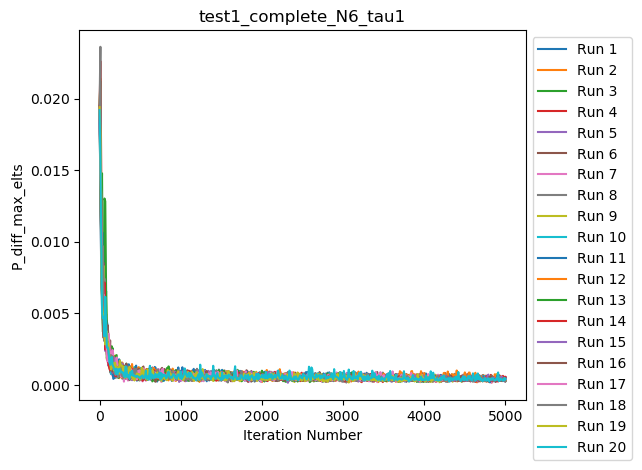 test1_complete_N6_tau1
P_diff_max_elts
0.020
0.015
0.010
0.005
0.000
0
1000
2000
3000
4000
5000
Iteration Number
Run 1
Run 2
Run 3
Run 4
Run 5
Run 6
Run 7
Run 8
Run 9
Run 10
Run 11
Run 12
Run 13
Run 14
Run 15
Run 16
Run 17
Run 18
Run 19
Run 20